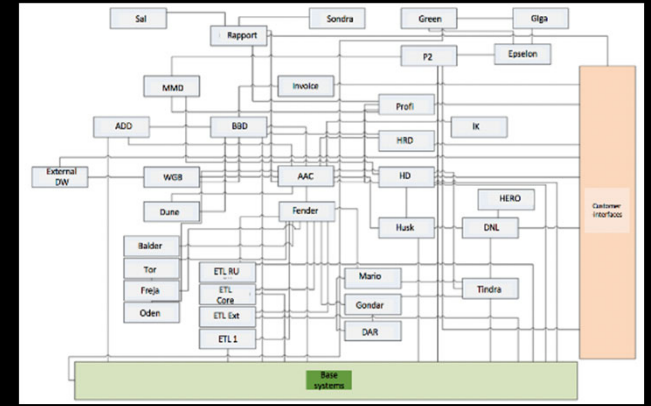 Sal
Sondra
Green
Giga
Rapport
P2
Epselon
MMD
Invoice
Profi
ADD
BBD
IK
HRD
External
DW
WGB
AAC
HD
HERO
Customer
interfaces
Dune
Fender
Husk
DNL
Balder
Tor
ETL RU
Mario
Freja
ETL
Core
Tindra
Gondar
Oden
ETL Ext
DAR
ETL 1
Base
systems